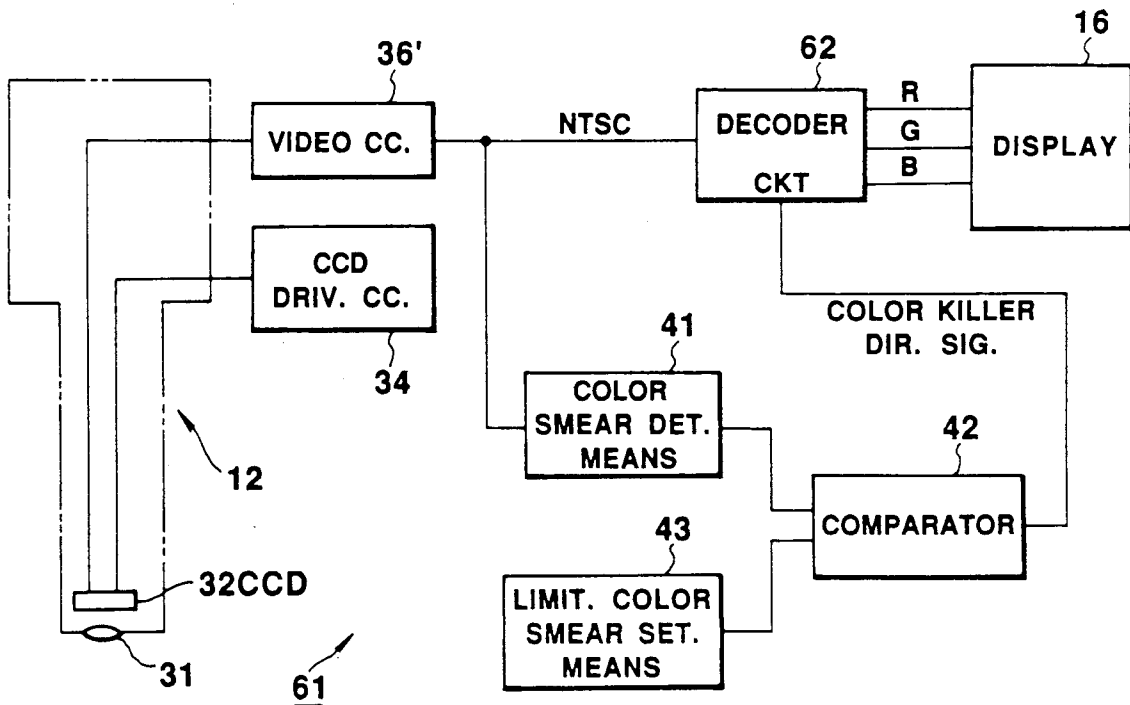 16
36'
62
VIDEO CC.
NTSC
DECODER
CKT
R
G
B
DISPLAY
CCD
DRIV. CC.
34
COLOR KILLER
DIR. SIG.
41
COLOR
SMEAR DET.
MEANS
12
42
COMPARATOR
43
LIMIT. COLOR
SMEAR SET.
MEANS
32CCD
31
61